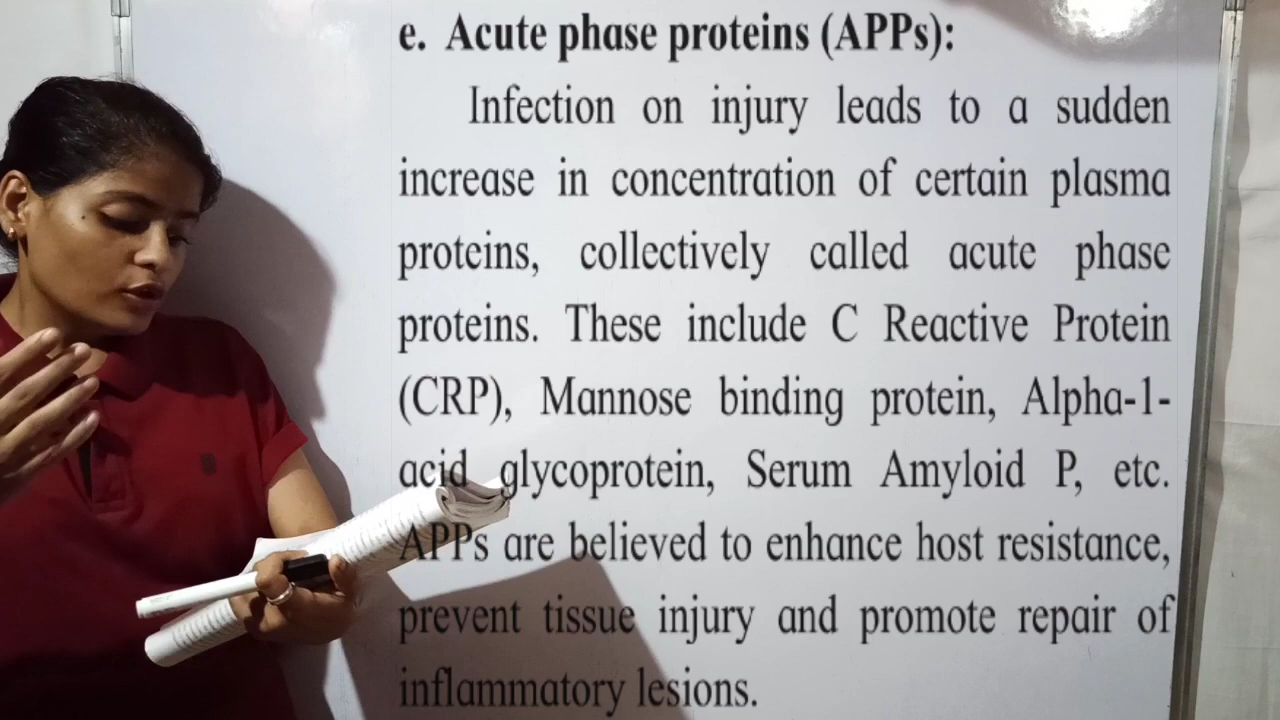 e. Acute phase proteins (APPs):
Infection on injury leads to a sudden
increase in concentration of certain plasma
proteins, collectively called acute phase
proteins. These include C Reactive Protein
(CRP), Mannose binding protein, Alpha-1-
acid glycoprotein, Serum Amyloid P, etc.
APPs are believed to enhance host resistance,
prevent tissue injury and promote repair of
inflammatory lesions.